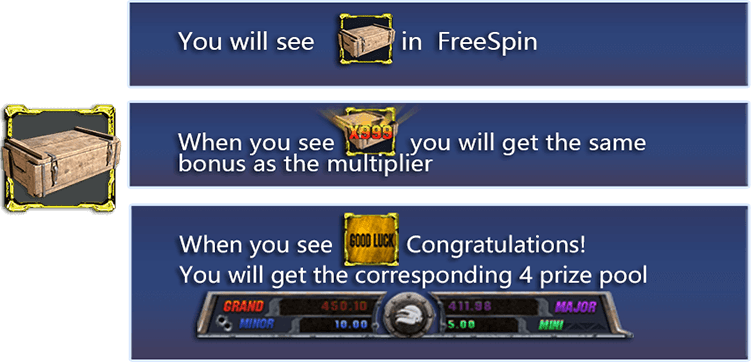 You will see in FreeSpin
When you see X999 you will get the same
bonus as the multiplier
When you see GOOD LUCK Congratulations!
You will get the corresponding 4 prize pool
GRAND 450.10 411.98 MAJOR
MINOR 10.00 5.00 MINI